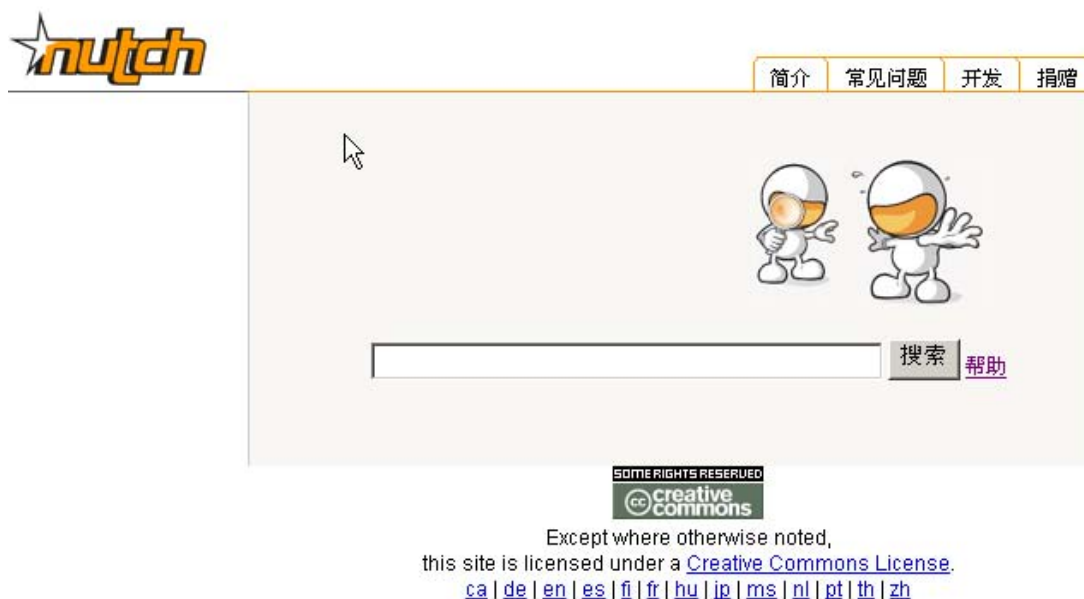 nutch
简介 常见问题 开发 捐赠
搜索 帮助
SOME RIGHTS RESERVED
cc creative commons
Except where otherwise noted,
this site is licensed under a Creative Commons License.
ca | de | en | es | fi | fr | hu | jp | ms | nl | pt | th | zh